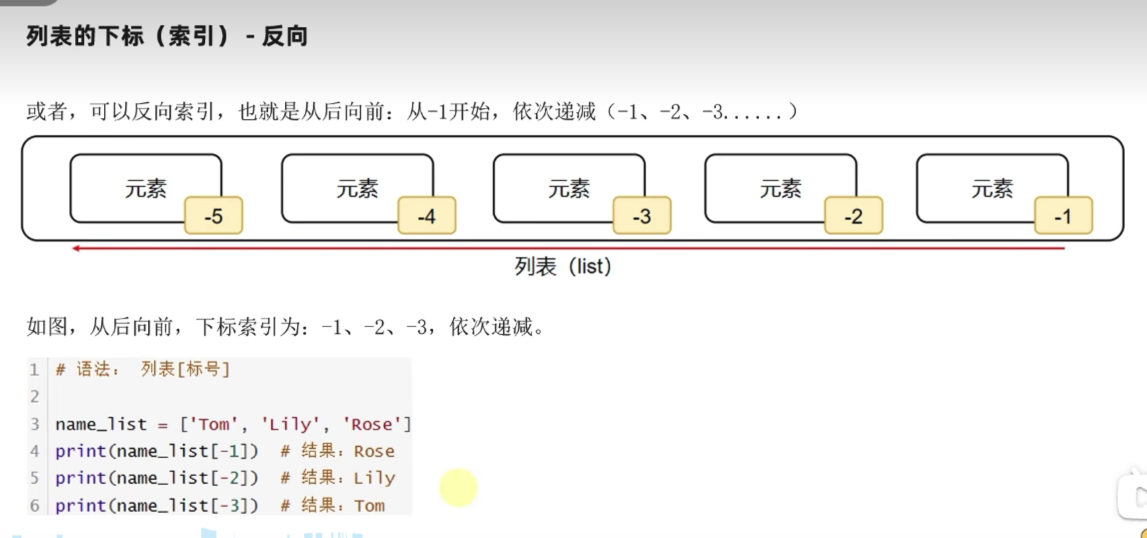 列表的下标（索引） - 反向
或者，可以反向索引，也就是从后向前：从-1开始，依次递减（-1、-2、-3......）
元素 元素 元素 元素 元素
-5 -4 -3 -2 -1
列表（list）
如图，从后向前，下标索引为：-1、-2、-3，依次递减。
1 # 语法： 列表[标号]
2
3 name_list = ['Tom', 'Lily', 'Rose']
4 print(name_list[-1]) # 结果：Rose
5 print(name_list[-2]) # 结果：Lily
6 print(name_list[-3]) # 结果：Tom